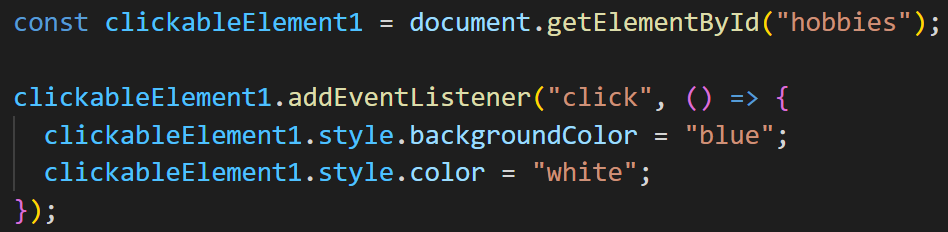 const clickableElement1 = document.getElementById("hobbies");
clickableElement1.addEventListener("click", () => {
  clickableElement1.style.backgroundColor = "blue";
  clickableElement1.style.color = "white";
});